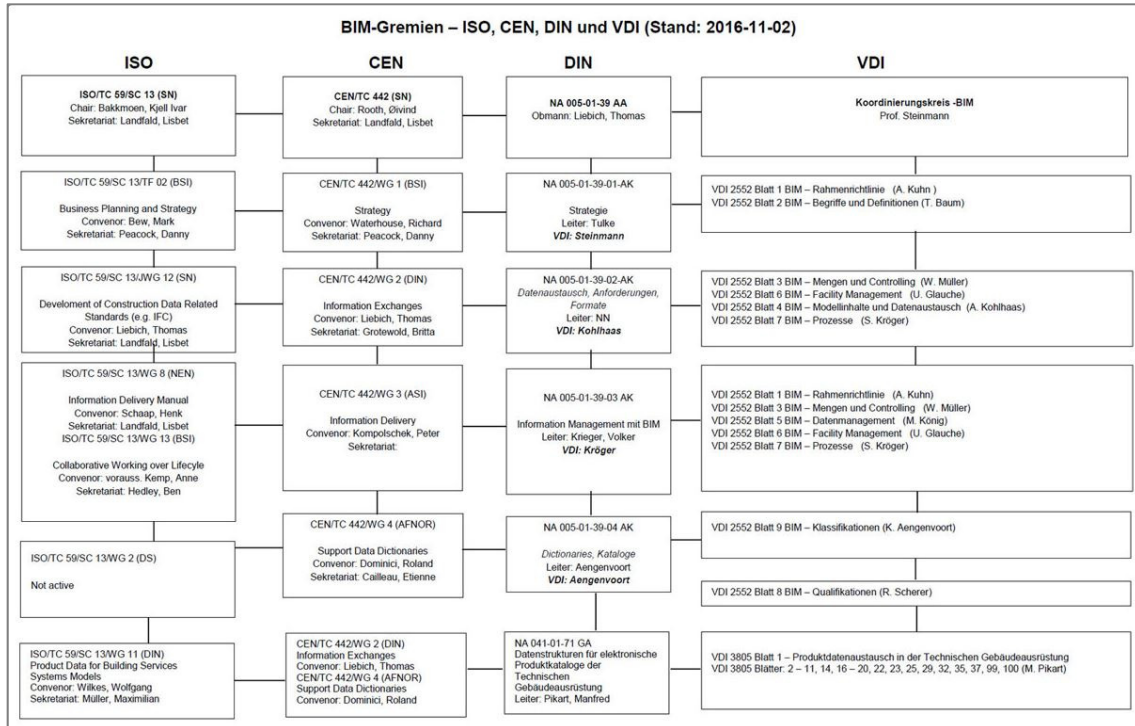 BIM-Gremien – ISO, CEN, DIN und VDI (Stand: 2016-11-02)
ISO
CEN
DIN
VDI
ISO/TC 59/SC 13 (SN)
Chair: Bakkmoen, Kjell Ivar
Sekretariat: Landfald, Lisbet
CEN/TC 442 (SN)
Chair: Rooth, Øivind
Sekretariat: Landfald, Lisbet
NA 005-01-39 AA
Obmann: Liebich, Thomas
Koordinierungskreis -BIM
Prof. Steinmann
ISO/TC 59/SC 13/TF 02 (BSI)
Business Planning and Strategy
Convenor: Bew, Mark
Sekretariat: Peacock, Danny
CEN/TC 442/WG 1 (BSI)
Strategy
Convenor: Waterhouse, Richard
Sekretariat: Peacock, Danny
NA 005-01-39-01-AK
Strategie
Leiter: Tulke
VDI: Steinmann
VDI 2552 Blatt 1 BIM – Rahmenrichtlinie (A. Kuhn )
VDI 2552 Blatt 2 BIM – Begriffe und Definitionen (T. Baum)
ISO/TC 59/SC 13/JWG 12 (SN)
Develoment of Construction Data Related
Standards (e.g. IFC)
Convenor: Liebich, Thomas
Sekretariat: Landfald, Lisbet
CEN/TC 442/WG 2 (DIN)
Information Exchanges
Convenor: Liebich, Thomas
Sekretariat: Grotewold, Britta
NA 005-01-39-02-AK
Datenaustausch, Anforderungen,
Formate
Leiter: NN
VDI: Kohlhaas
VDI 2552 Blatt 3 BIM – Mengen und Controlling (W. Müller)
VDI 2552 Blatt 6 BIM – Facility Management (U. Glauche)
VDI 2552 Blatt 4 BIM – Modellinhalte und Datenaustausch (A. Kohlhaas)
VDI 2552 Blatt 7 BIM – Prozesse (S. Kröger)
ISO/TC 59/SC 13/WG 8 (NEN)
Information Delivery Manual
Convenor: Schaap, Henk
Sekretariat: Landfald, Lisbet
ISO/TC 59/SC 13/WG 13 (BSI)
Collaborative Working over Lifecyle
Convenor: vorauss. Kemp, Anne
Sekretariat: Hedley, Ben
CEN/TC 442/WG 3 (ASI)
Information Delivery
Convenor: Kompolschek, Peter
Sekretariat:
NA 005-01-39-03 AK
Information Management mit BIM
Leiter: Krieger, Volker
VDI: Kröger
VDI 2552 Blatt 1 BIM – Rahmenrichtlinie (A. Kuhn)
VDI 2552 Blatt 3 BIM – Mengen und Controlling (W. Müller)
VDI 2552 Blatt 5 BIM – Datenmanagement (M. König)
VDI 2552 Blatt 6 BIM – Facility Management (U. Glauche)
VDI 2552 Blatt 7 BIM – Prozesse (S. Kröger)
ISO/TC 59/SC 13/WG 2 (DS)
Not active
CEN/TC 442/WG 4 (AFNOR)
Support Data Dictionaries
Convenor: Dominici, Roland
Sekretariat: Cailleau, Etienne
NA 005-01-39-04 AK
Dictionaries, Kataloge
Leiter: Aengenvoort
VDI: Aengenvoort
VDI 2552 Blatt 9 BIM – Klassifikationen (K. Aengenvoort)
VDI 2552 Blatt 8 BIM – Qualifikationen (R. Scherer)
ISO/TC 59/SC 13/WG 11 (DIN)
Product Data for Building Services
Systems Models
Convenor: Wilkes, Wolfgang
Sekretariat: Müller, Maximilian
CEN/TC 442/WG 2 (DIN)
Information Exchanges
Convenor: Liebich, Thomas
CEN/TC 442/WG 4 (AFNOR)
Support Data Dictionaries
Convenor: Dominici, Roland
NA 041-01-71 GA
Datenstrukturen für elektronische
Produktkataloge der
Technischen
Gebäudeausrüstung
Leiter: Pikart, Manfred
VDI 3805 Blatt 1 – Produktdatenaustausch in der Technischen Gebäudeausrüstung
VDI 3805 Blätter: 2 – 11, 14, 16 – 20, 22, 23, 25, 29, 32, 35, 37, 99, 100 (M. Pikart)